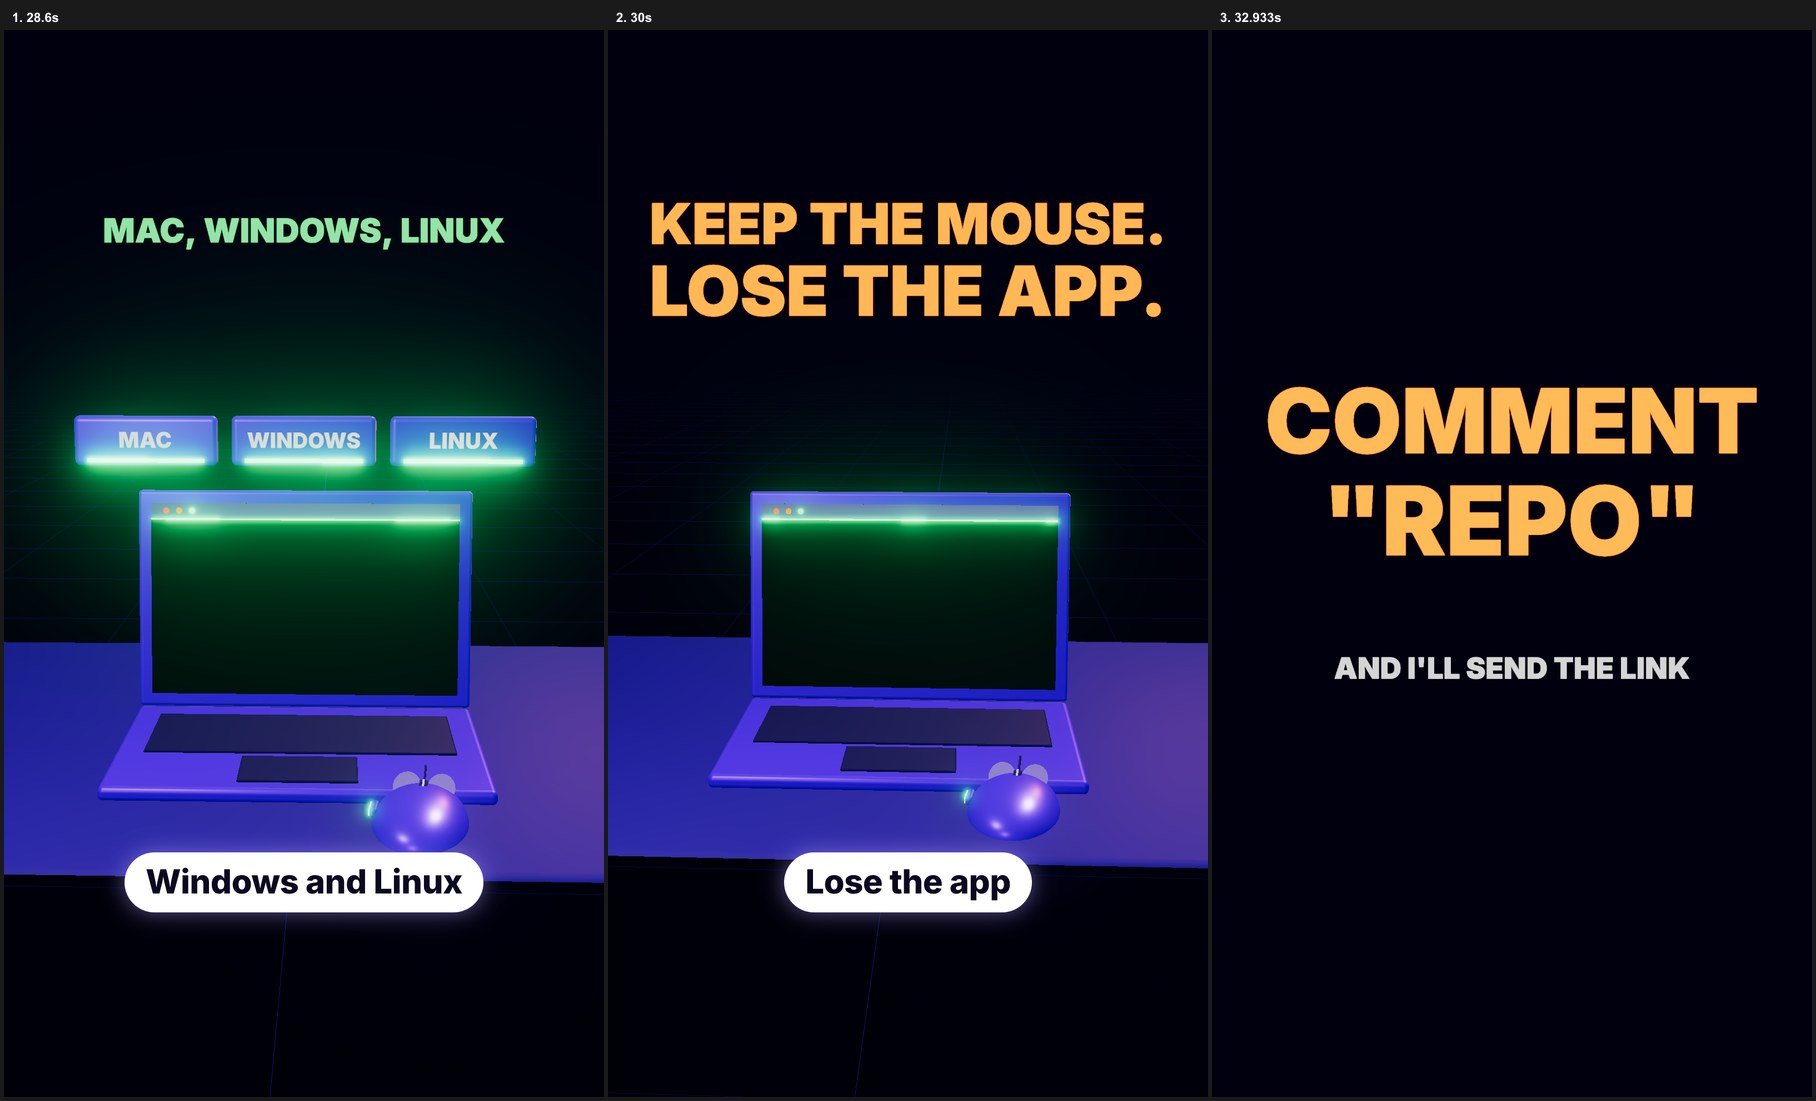 1. 28.6s
MAC, WINDOWS, LINUX
MAC
WINDOWS
LINUX
Windows and Linux
2. 30s
KEEP THE MOUSE.
LOSE THE APP.
Lose the app
3. 32.933s
COMMENT
"REPO"
AND I'LL SEND THE LINK